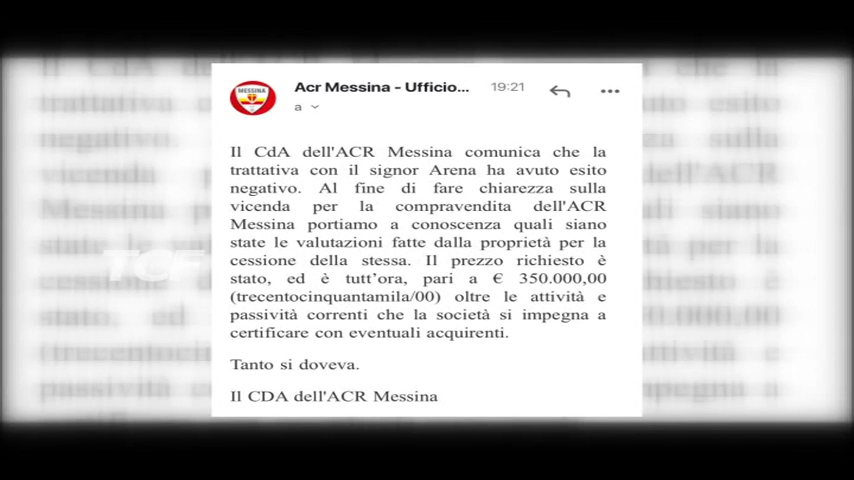 MESSINA
Acr Messina - Ufficio...
19:21
a
Il CdA dell'ACR Messina comunica che la
trattativa con il signor Arena ha avuto esito
negativo. Al fine di fare chiarezza sulla
vicenda per la compravendita dell'ACR
Messina portiamo a conoscenza quali siano
state le valutazioni fatte dalla proprietà per la
cessione della stessa. Il prezzo richiesto è
stato, ed è tutt'ora, pari a € 350.000,00
(trecentocinquantamila/00) oltre le attività e
passività correnti che la società si impegna a
certificare con eventuali acquirenti.
Tanto si doveva.
Il CDA dell'ACR Messina